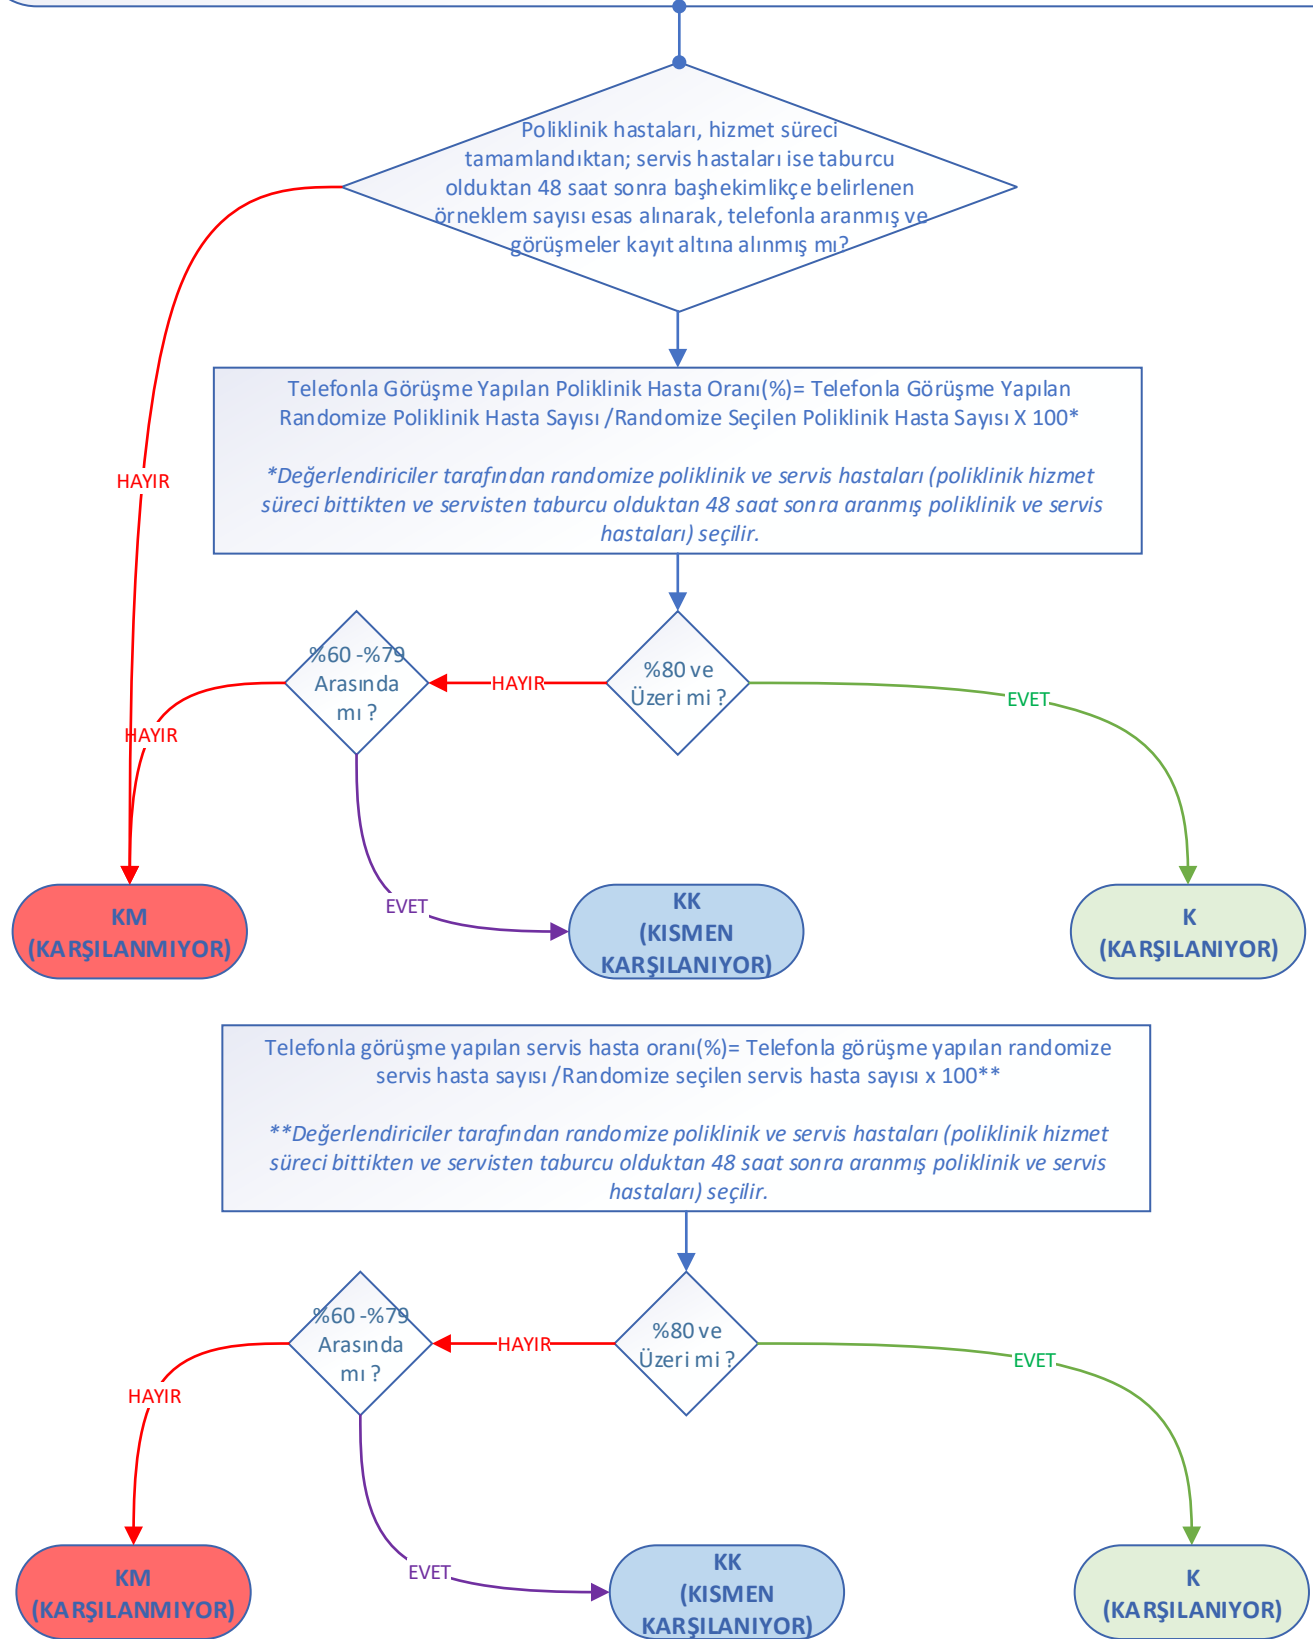 Poliklinik hastaları, hizmet süreci
tamamlandıktan; servis hastaları ise taburcu
olduktan 48 saat sonra başhekimlikçe belirlenen
örneklem sayısı esas alınarak, telefonla aranmış ve
görüşmeler kayıt altına alınmış mı?
Telefonla Görüşme Yapılan Poliklinik Hasta Oranı(%)= Telefonla Görüşme Yapılan
Randomize Poliklinik Hasta Sayısı /Randomize Seçilen Poliklinik Hasta Sayısı X 100*
*Değerlendiriciler tarafından randomize poliklinik ve servis hastaları (poliklinik hizmet
süreci bittikten ve servisten taburcu olduktan 48 saat sonra aranmış poliklinik ve servis
hastaları) seçilir.
HAYIR
%60 -%79
Arasında
mı ?
HAYIR
%80 ve
Üzeri mi ?
EVET
HAYIR
EVET
KM
(KARŞILANMIYOR)
KK
(KISMEN
KARŞILANIYOR)
K
(KARŞILANIYOR)
Telefonla görüşme yapılan servis hasta oranı(%)= Telefonla görüşme yapılan randomize
servis hasta sayısı /Randomize seçilen servis hasta sayısı x 100**
**Değerlendiriciler tarafından randomize poliklinik ve servis hastaları (poliklinik hizmet
süreci bittikten ve servisten taburcu olduktan 48 saat sonra aranmış poliklinik ve servis
hastaları) seçilir.
%60 -%79
Arasında
mı ?
HAYIR
%80 ve
Üzeri mi ?
EVET
HAYIR
EVET
KM
(KARŞILANMIYOR)
KK
(KISMEN
KARŞILANIYOR)
K
(KARŞILANIYOR)